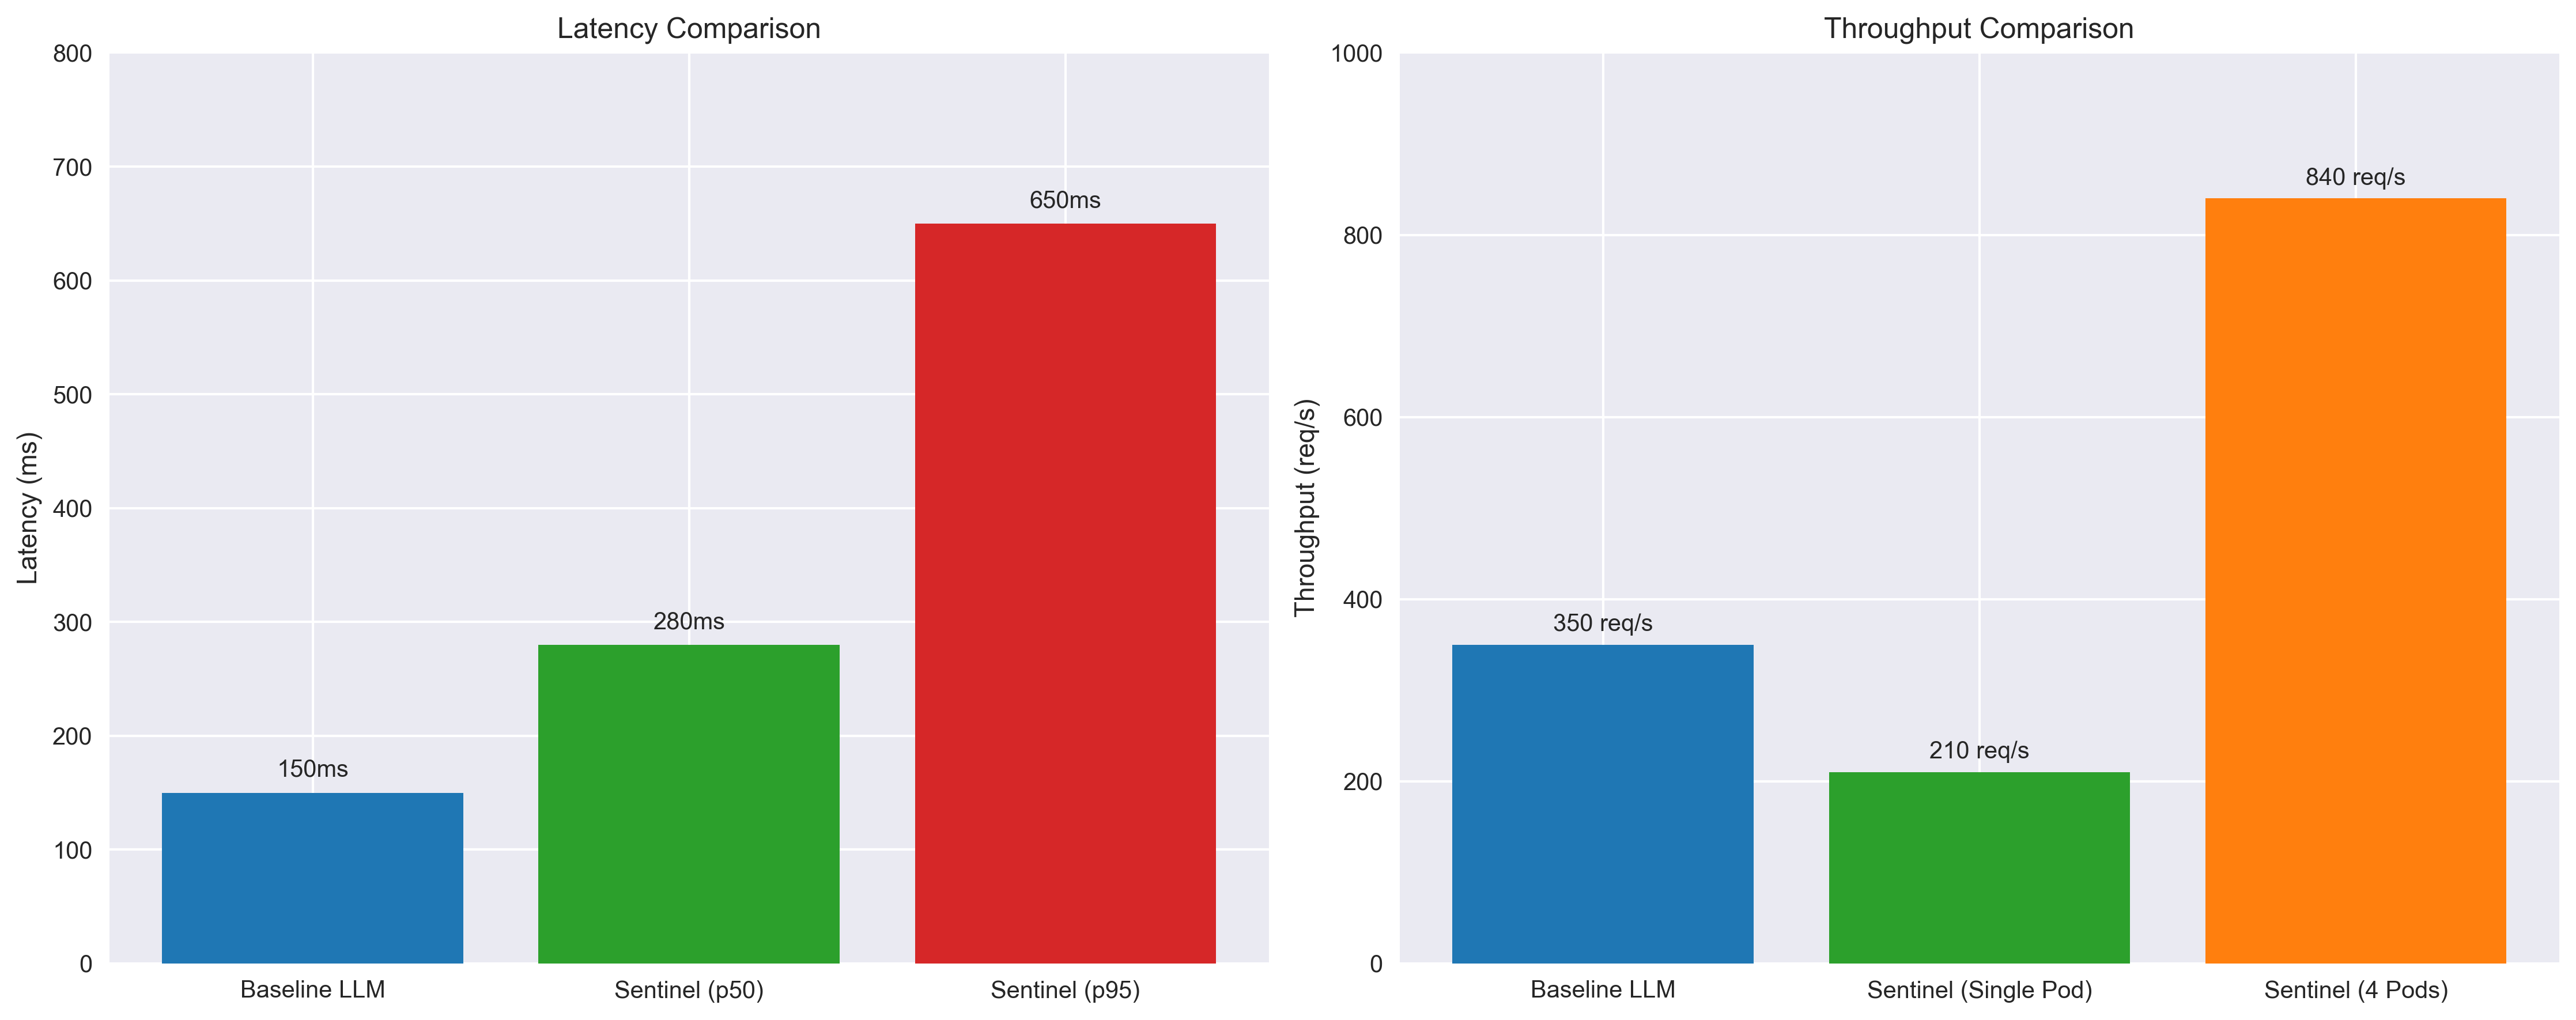 Latency Comparison
Latency (ms)
800
700
600
500
400
300
200
100
0
150ms
280ms
650ms
Baseline LLM
Sentinel (p50)
Sentinel (p95)
Throughput Comparison
Throughput (req/s)
1000
800
600
400
200
0
350 req/s
210 req/s
840 req/s
Baseline LLM
Sentinel (Single Pod)
Sentinel (4 Pods)